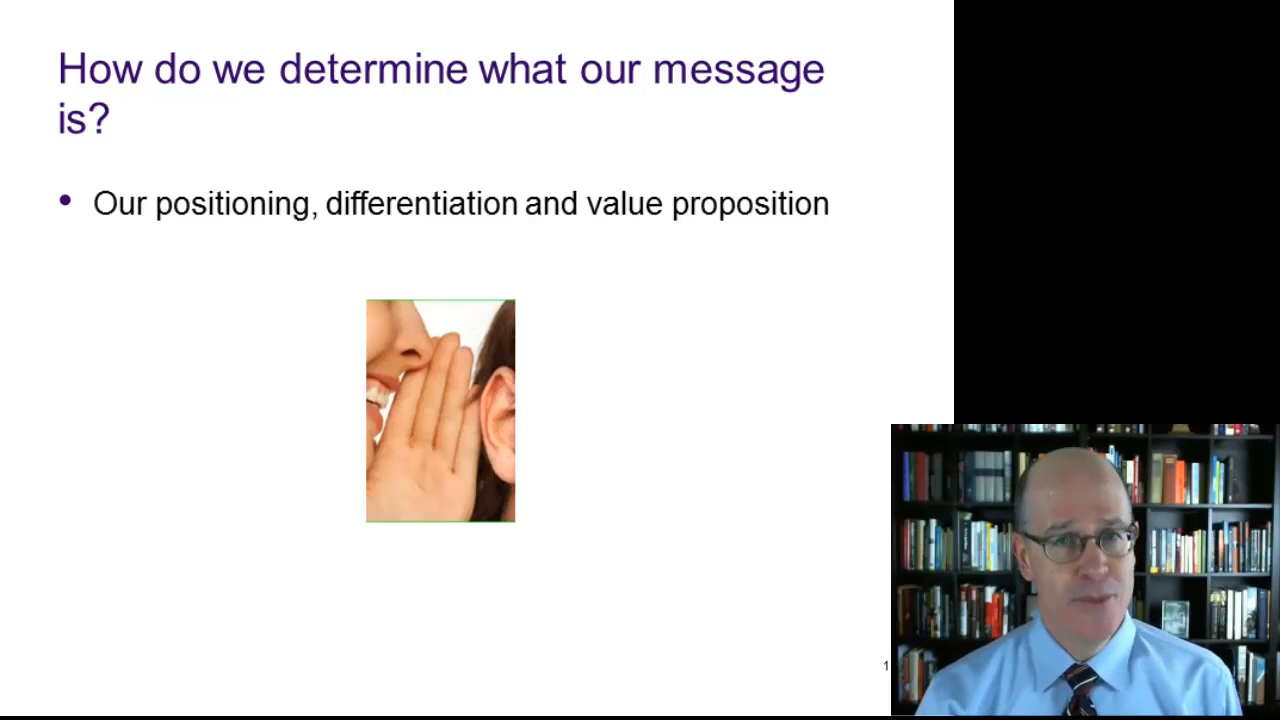 How do we determine what our message
is?
• Our positioning, differentiation and value proposition
1